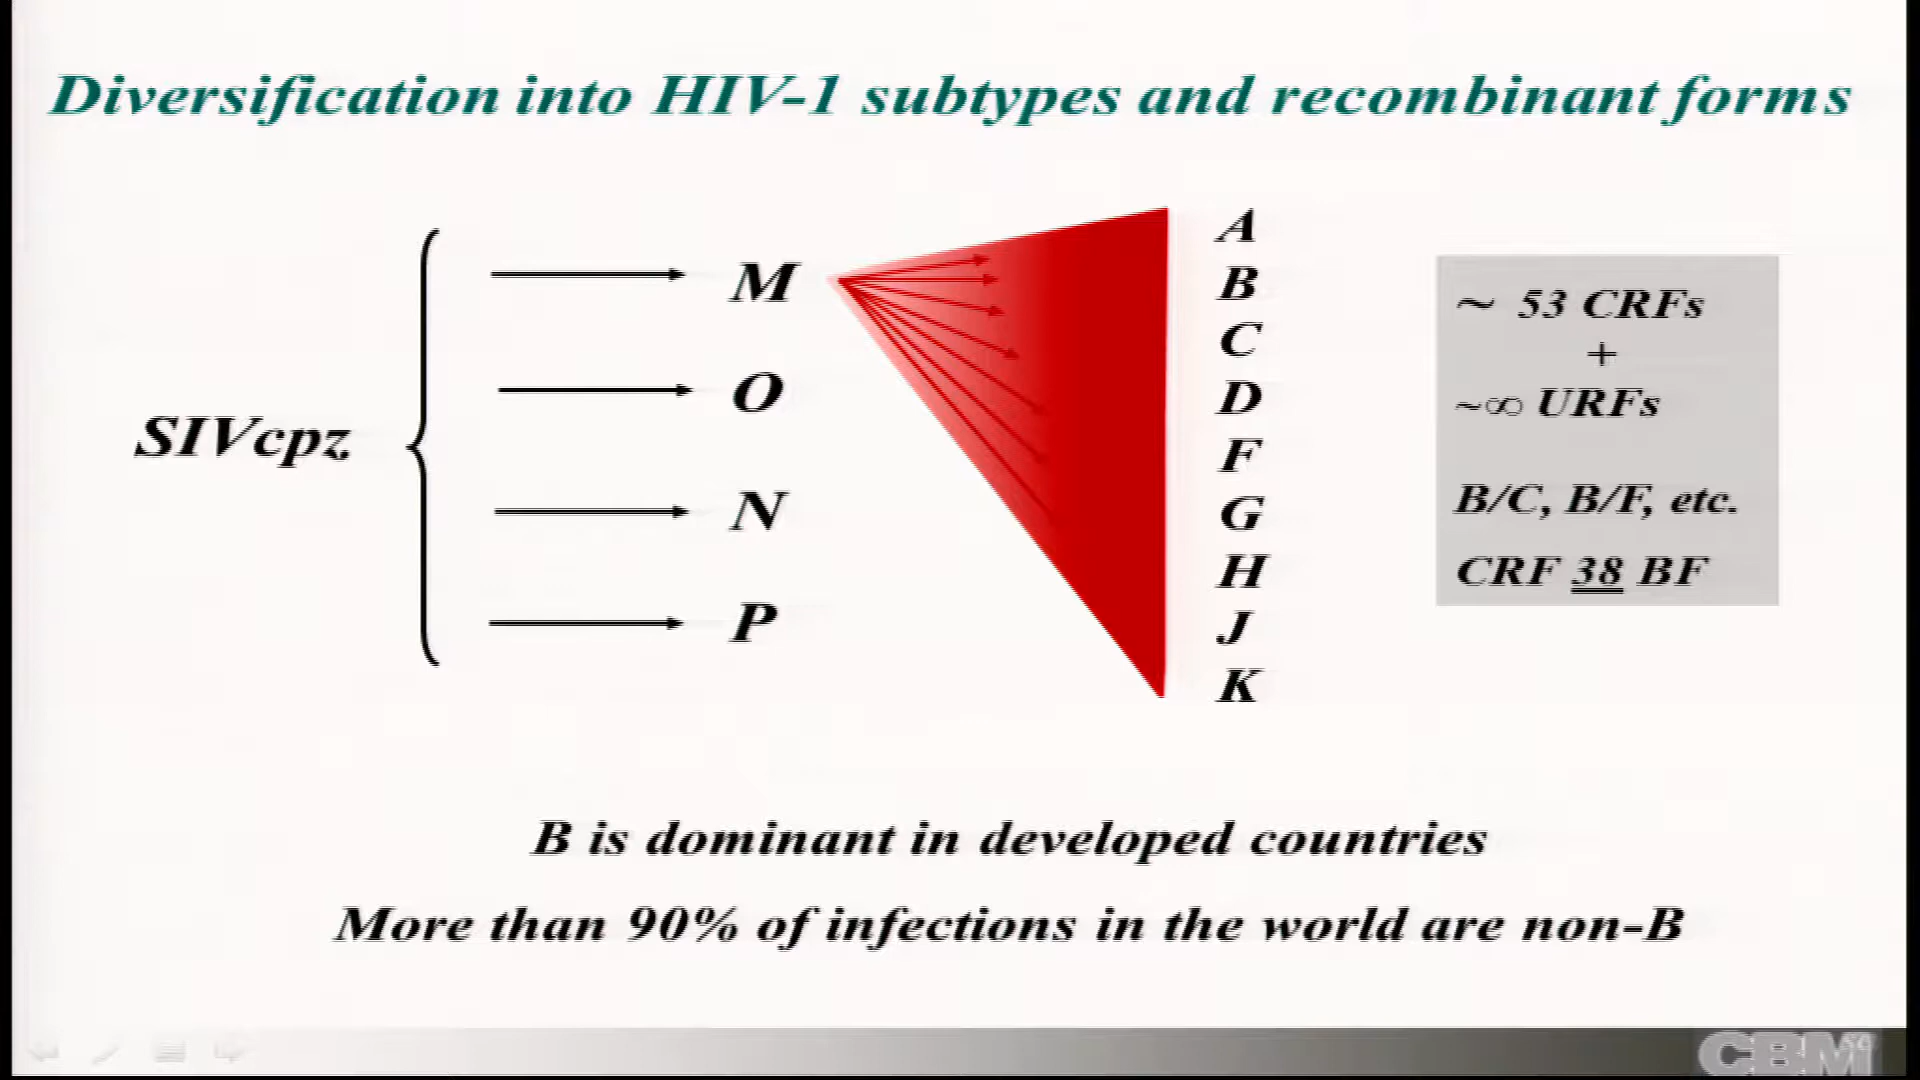 Diversification into HIV-1 subtypes and recombinant forms
SIVcpz
M
O
N
P
A
B
C
D
F
G
H
J
K
~ 53 CRFs
+
~∞ URFs
B/C, B/F, etc.
CRF 38 BF
B is dominant in developed countries
More than 90% of infections in the world are non-B
CBM